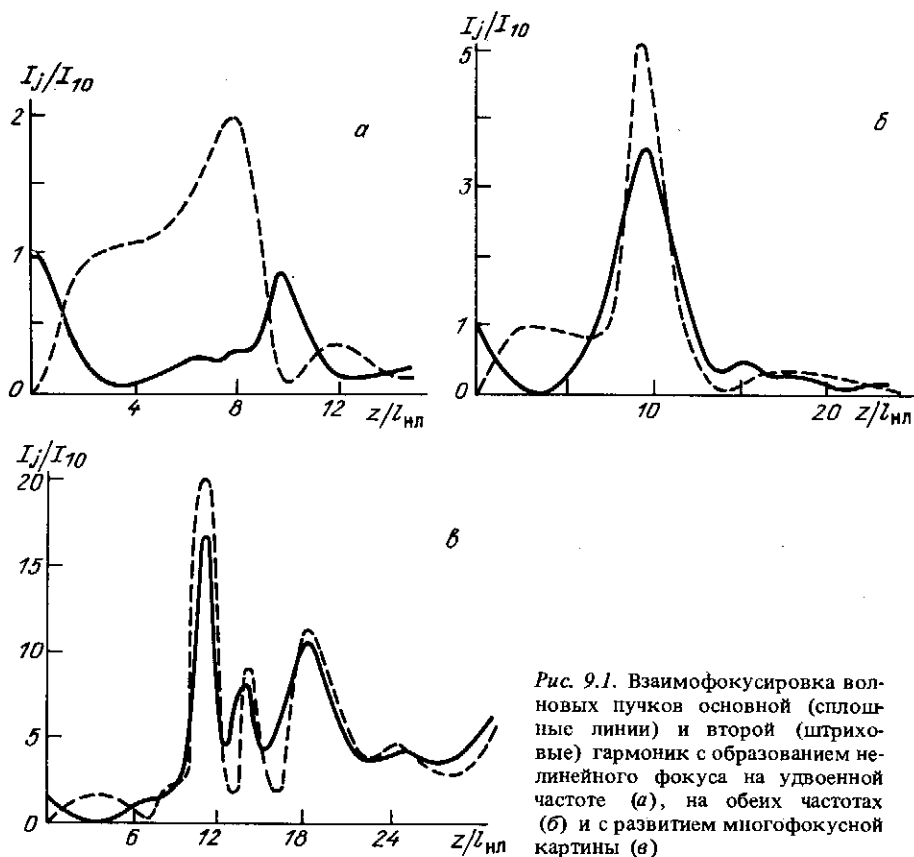 I_j/I_10
2
1
0
а
4
8
12
z/l_нл
I_j/I_10
5
3
1
0
б
10
20
z/l_нл
I_j/I_10
20
15
10
5
0
в
6
12
18
24
z/l_нл
Рис. 9.1. Взаимофокусировка вол-
новых пучков основной (сплош-
ные линии) и второй (штрихо-
вые) гармоник с образованием не-
линейного фокуса на удвоенной
частоте (а), на обеих частотах
(б) и с развитием многофокусной
картины (в)